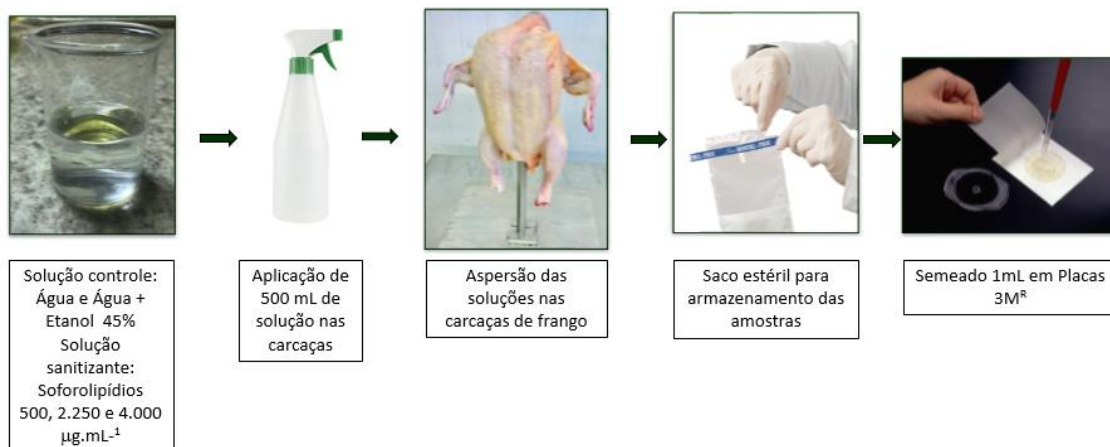 Solução controle:
Água e Água +
Etanol  45%
Solução
sanitizante:
Soforolipídios
500, 2.250 e 4.000
μg.mL-¹
Aplicação de
500 mL de
solução nas
carcaças
Aspersão das
soluções nas
carcaças de frango
Saco estéril para
armazenamento das
amostras
Semeado 1mL em Placas
3Mᴿ